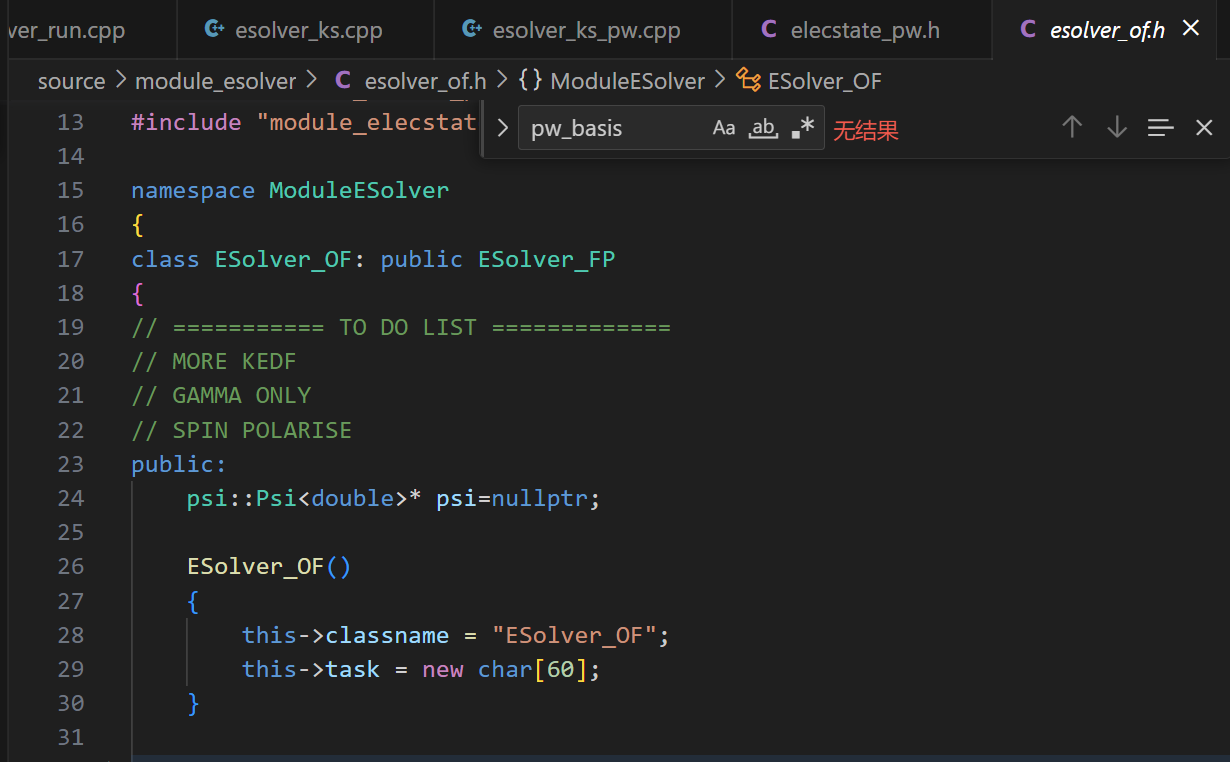 ver_run.cpp esolver_ks.cpp esolver_ks_pw.cpp C elecstate_pw.h C esolver_of.h
source > module_esolver > C esolver_of.h > {} ModuleESolver > ESolver_OF
pw_basis Aa ab .* 无结果
13 #include "module_elecstat
14
15 namespace ModuleESolver
16 {
17 class ESolver_OF: public ESolver_FP
18 {
19 // =========== TO DO LIST =============
20 // MORE KEDF
21 // GAMMA ONLY
22 // SPIN POLARISE
23 public:
24 psi::Psi<double>* psi=nullptr;
25
26 ESolver_OF()
27 {
28 this->classname = "ESolver_OF";
29 this->task = new char[60];
30 }
31